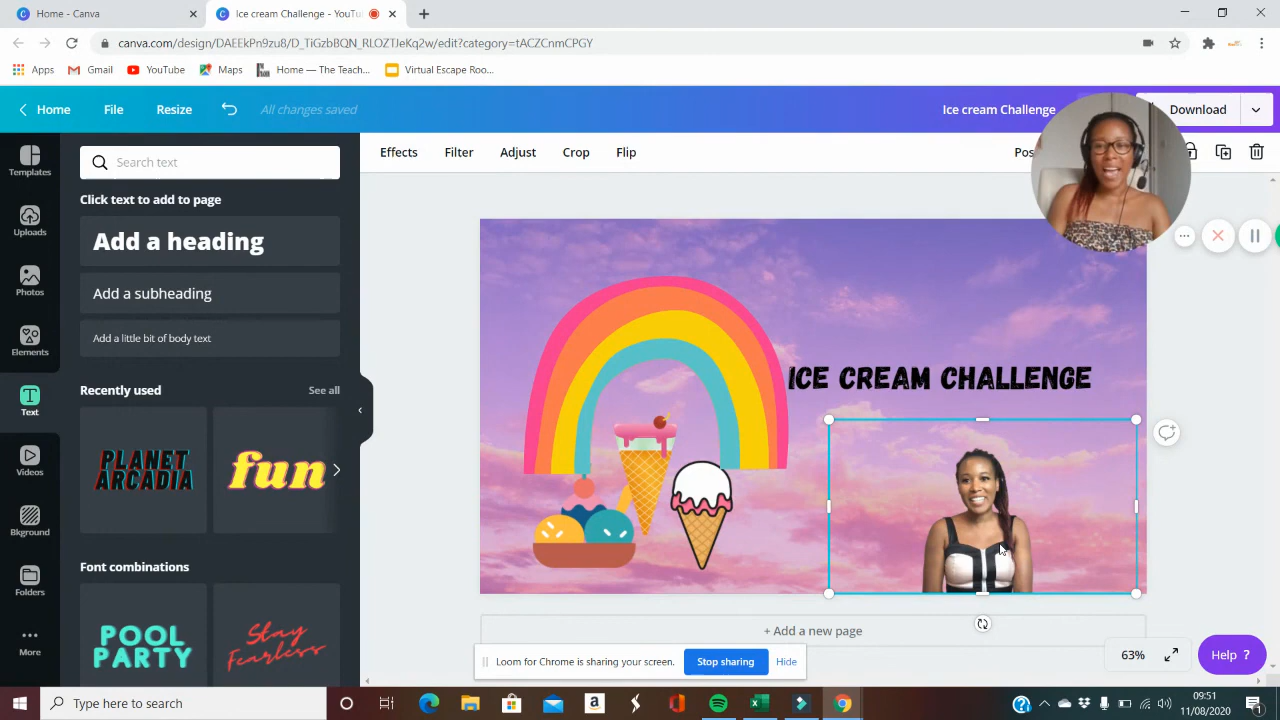 Home - Canva
Ice cream Challenge - YouT
canva.com/design/DAEEkPn9zu8/D_TiGzbBQN_RLOZTJeKq2w/edit?category=tACZCnmCPGY
Apps
Gmail
YouTube
Maps
Home — The Teach...
Virtual Escape Roo...
Home
File
Resize
All changes saved
Ice cream Challenge
Download
Templates
Uploads
Photos
Elements
Text
Videos
Bkground
Folders
More
Search text
Click text to add to page
Add a heading
Add a subheading
Add a little bit of body text
Recently used
See all
PLANET
ARCADIA
fun
Font combinations
POOL
PARTY
Stay
Fearless
Effects
Filter
Adjust
Crop
Flip
Pos
ICE CREAM CHALLENGE
+ Add a new page
Loom for Chrome is sharing your screen.
Stop sharing
Hide
63%
Help ?
Type here to search
09:51
11/08/2020